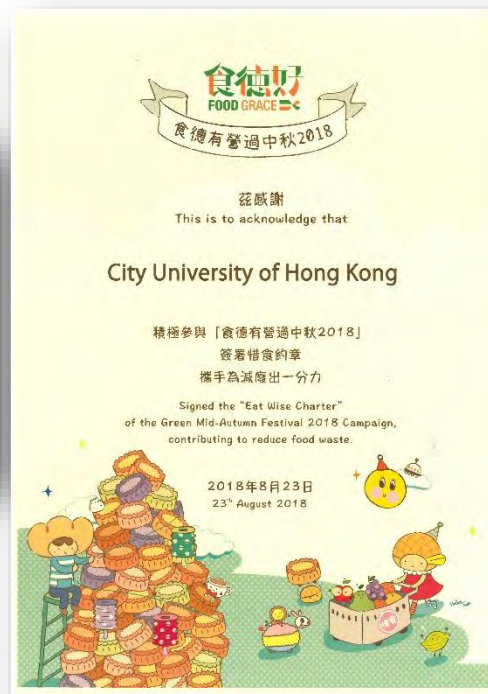 食德好
FOOD GRACE
食德有營過中秋2018
茲感謝
This is to acknowledge that
City University of Hong Kong
積極參與「食德有營過中秋2018」
簽署惜食約章
攜手為減廢出一分力
Signed the "Eat Wise Charter"
of the Green Mid-Autumn Festival 2018 Campaign,
contributing to reduce food waste.
2018年8月23日
23th August 2018